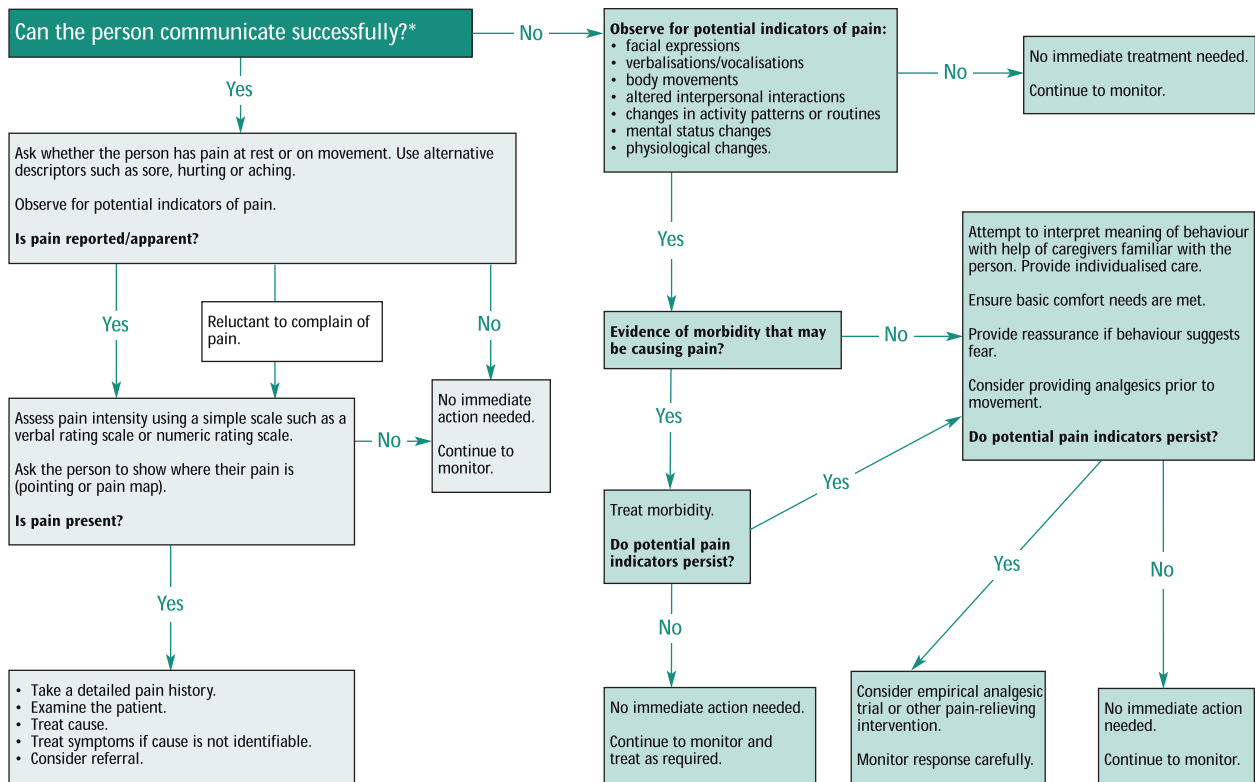 Can the person communicate successfully?*
No
Observe for potential indicators of pain:
• facial expressions
• verbalisations/vocalisations
• body movements
• altered interpersonal interactions
• changes in activity patterns or routines
• mental status changes
• physiological changes.
No
No immediate treatment needed.
Continue to monitor.
Yes
Ask whether the person has pain at rest or on movement. Use alternative
descriptors such as sore, hurting or aching.
Observe for potential indicators of pain.
Is pain reported/apparent?
Yes
Reluctant to complain of
pain.
No
No immediate
action needed.
Continue to
monitor.
Assess pain intensity using a simple scale such as a
verbal rating scale or numeric rating scale.
Ask the person to show where their pain is
(pointing or pain map).
Is pain present?
No
Yes
• Take a detailed pain history.
• Examine the patient.
• Treat cause.
• Treat symptoms if cause is not identifiable.
• Consider referral.
Yes
Evidence of morbidity that may
be causing pain?
No
Attempt to interpret meaning of behaviour
with help of caregivers familiar with the
person. Provide individualised care.
Ensure basic comfort needs are met.
Provide reassurance if behaviour suggests
fear.
Consider providing analgesics prior to
movement.
Do potential pain indicators persist?
Yes
Treat morbidity.
Do potential pain
indicators persist?
Yes
No
No immediate action needed.
Continue to monitor and
treat as required.
Yes
Consider empirical analgesic
trial or other pain-relieving
intervention.
Monitor response carefully.
No
No immediate action
needed.
Continue to monitor.